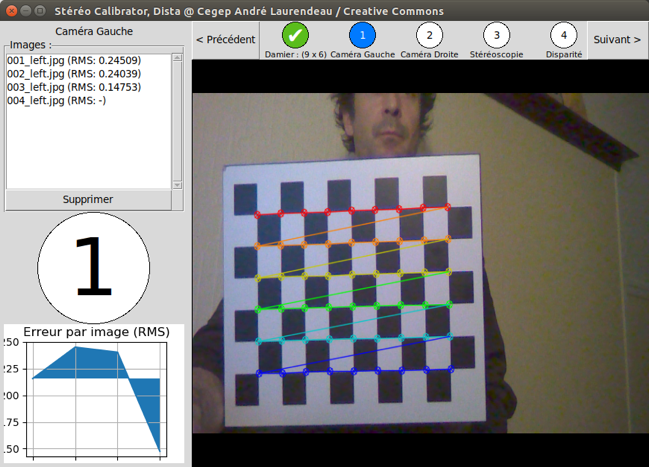 Stéréo Calibrator, Dista @ Cegep André Laurendeau / Creative Commons
Caméra Gauche
Images :
001_left.jpg (RMS: 0.24509)
002_left.jpg (RMS: 0.24039)
003_left.jpg (RMS: 0.14753)
004_left.jpg (RMS: -)
Supprimer
1
Erreur par image (RMS)
250
225
200
175
150
< Précédent
✔ 1 2 3 4
Damier : (9 x 6) Caméra Gauche Caméra Droite Stéréoscopie Disparité
Suivant >